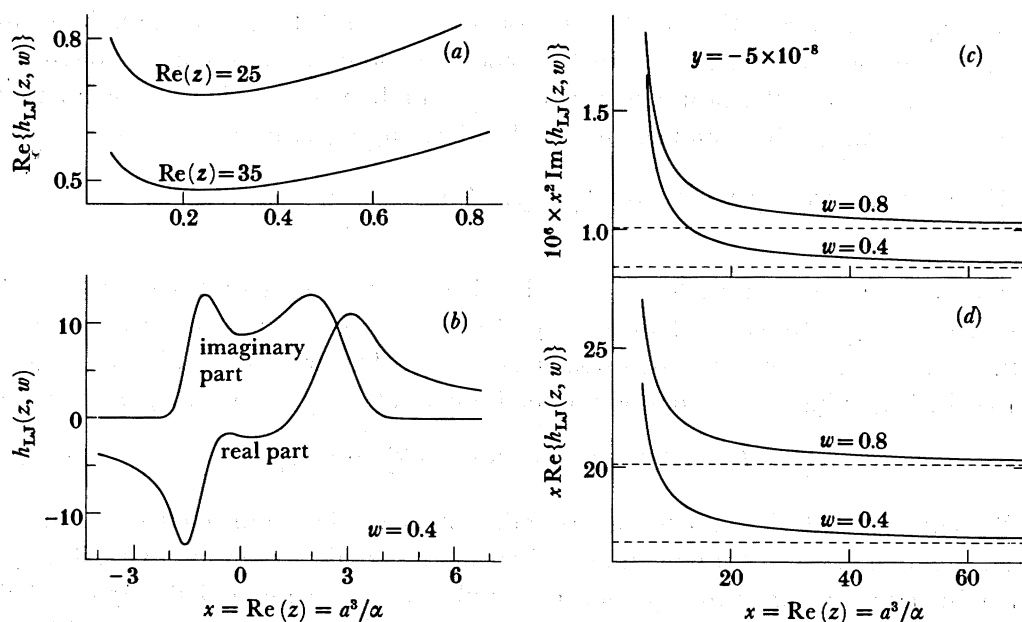 (a)
Re{h_LJ(z, w)}
0.8
0.5
Re(z)=25
Re(z)=35
0.2 0.4 0.6 0.8
(b)
h_LJ(z, w)
10
0
−10
imaginary
part
real part
w=0.4
−3 0 3 6
x = Re (z) = a³/α
(c)
y = −5×10⁻⁸
10⁶ × x² Im{h_LJ(z, w)}
1.5
1.0
w=0.8
w=0.4
(d)
x Re{h_LJ(z, w)}
25
20
w=0.8
w=0.4
20 40 60
x = Re (z) = a³/α